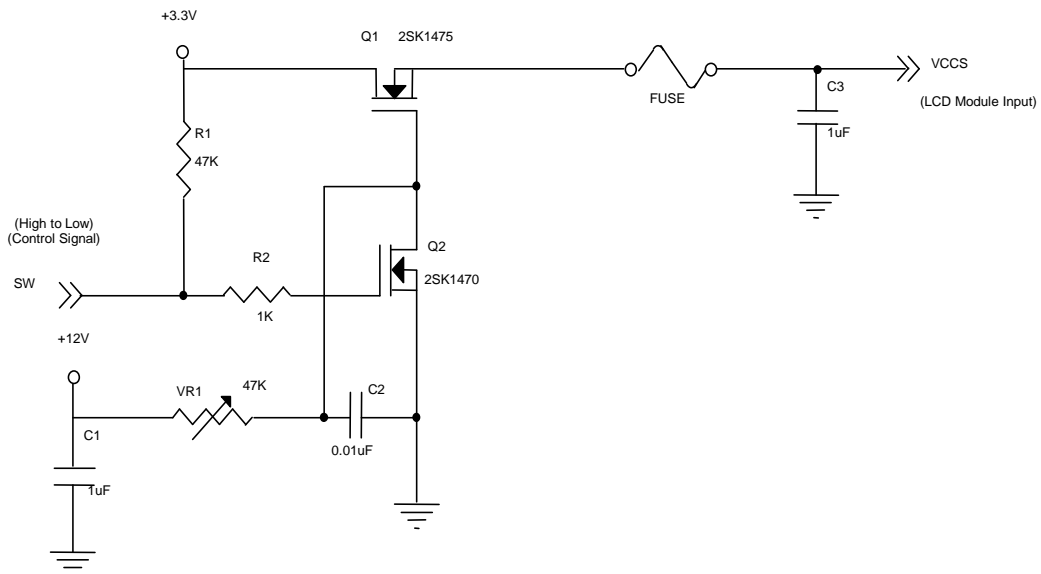 +3.3V
Q1 2SK1475
FUSE
C3
1uF
VCCS
(LCD Module Input)
R1
47K
(High to Low)
(Control Signal)
SW
R2
1K
Q2
2SK1470
+12V
VR1
47K
C2
0.01uF
C1
1uF